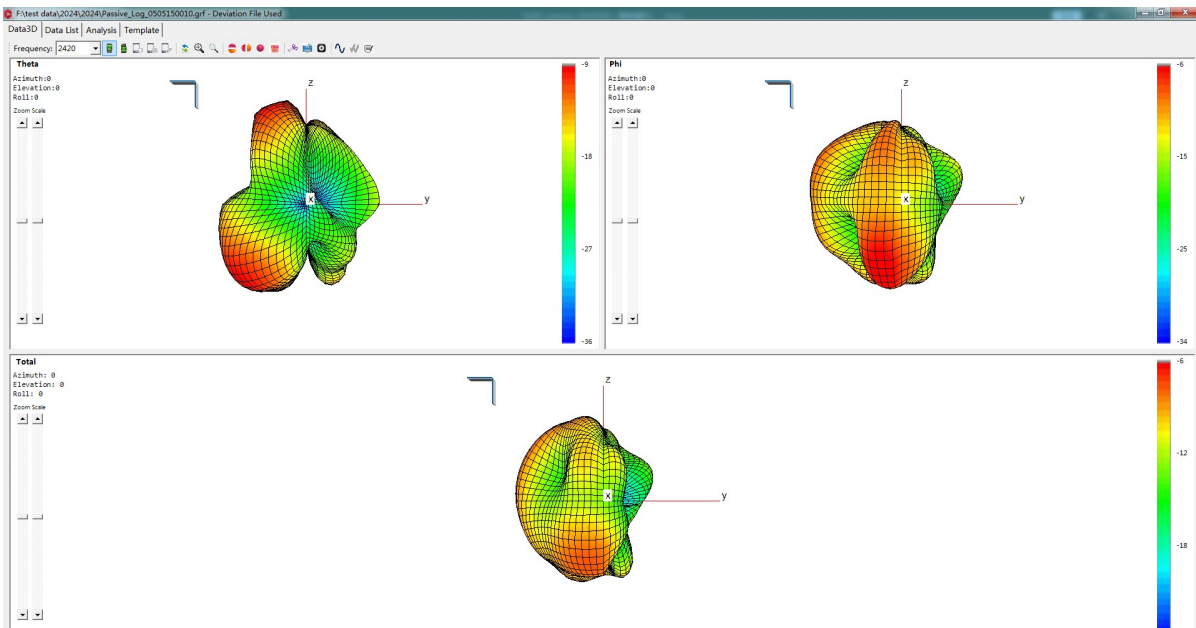 F:\test data\2024\2024\Passive_Log_0505150010.grf - Deviation File Used
Data3D Data List Analysis Template
Frequency: 2420
Theta
Azimuth:0
Elevation:0
Roll:0
Zoom Scale
z
x
y
-9
-18
-27
-36
Phi
Azimuth:0
Elevation:0
Roll:0
Zoom Scale
z
x
y
-6
-15
-25
-34
Total
Azimuth: 0
Elevation: 0
Roll: 0
Zoom Scale
z
x
y
-6
-12
-18